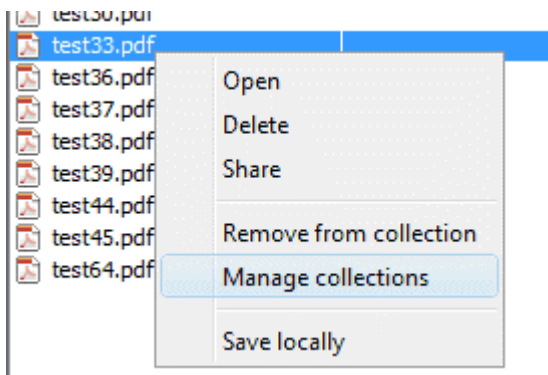 test30.pdf
test33.pdf
test36.pdf
test37.pdf
test38.pdf
test39.pdf
test44.pdf
test45.pdf
test64.pdf
Open
Delete
Share
Remove from collection
Manage collections
Save locally